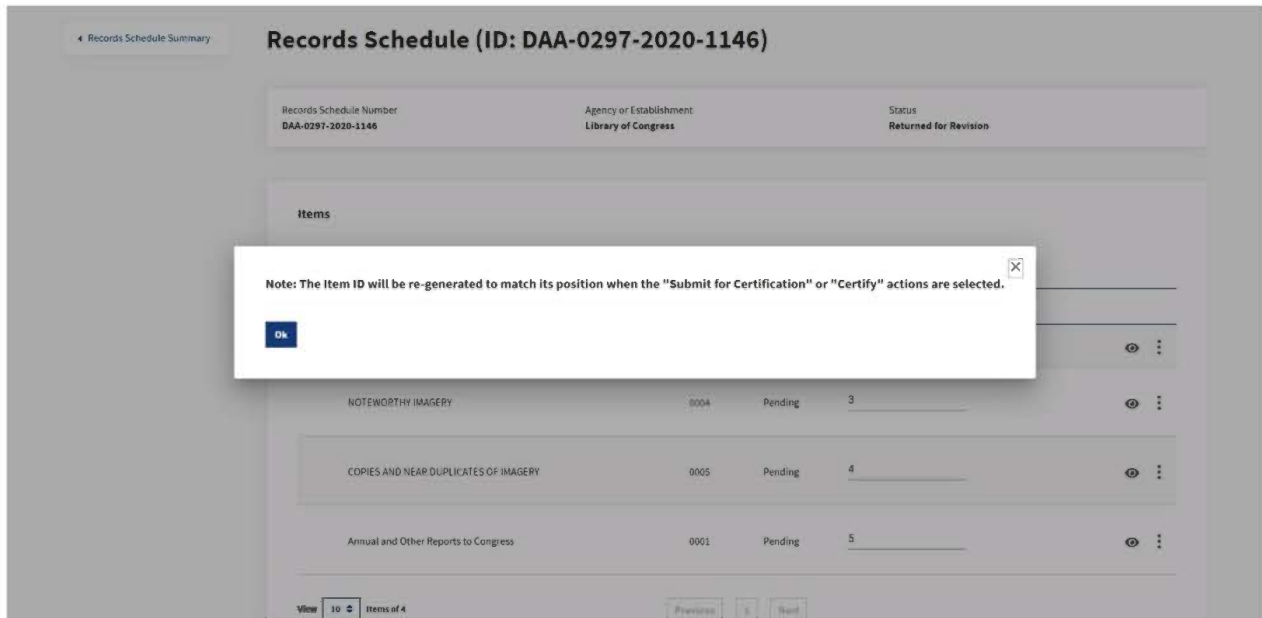 Records Schedule Summary
Records Schedule (ID: DAA-0297-2020-1146)
Records Schedule Number Agency or Establishment Status
DAA-0297-2020-1146 Library of Congress Returned for Revision
Items
Note: The Item ID will be re-generated to match its position when the "Submit for Certification" or "Certify" actions are selected.
Ok
NOTEWORTHY IMAGERY 0004 Pending 3
COPIES AND NEAR DUPLICATES OF IMAGERY 0005 Pending 4
Annual and Other Reports to Congress 0001 Pending 5
View 10 Items of 4 Previous 1 Next